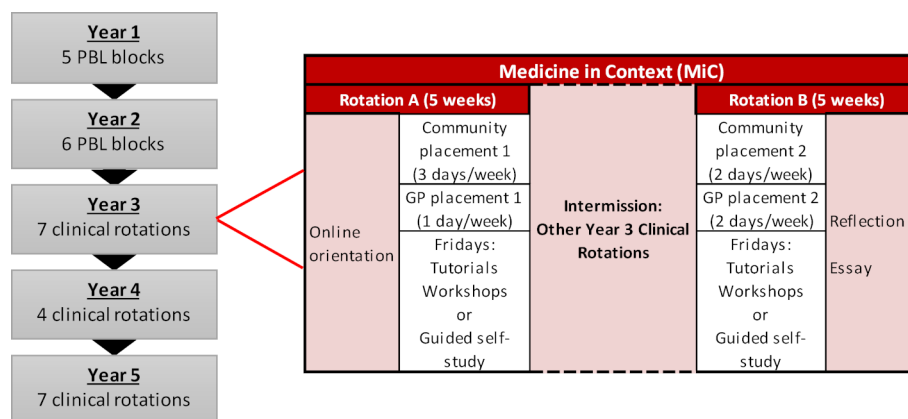 Year 1
5 PBL blocks
Year 2
6 PBL blocks
Year 3
7 clinical rotations
Year 4
4 clinical rotations
Year 5
7 clinical rotations
Medicine in Context (MiC)
Rotation A (5 weeks)
Online
orientation
Community
placement 1
(3 days/week)
GP placement 1
(1 day/week)
Fridays:
Tutorials
Workshops
or
Guided self-
study
Intermission:
Other Year 3 Clinical
Rotations
Rotation B (5 weeks)
Community
placement 2
(2 days/week)
GP placement 2
(2 days/week)
Fridays:
Tutorials
Workshops
or
Guided self-
study
Reflection
Essay